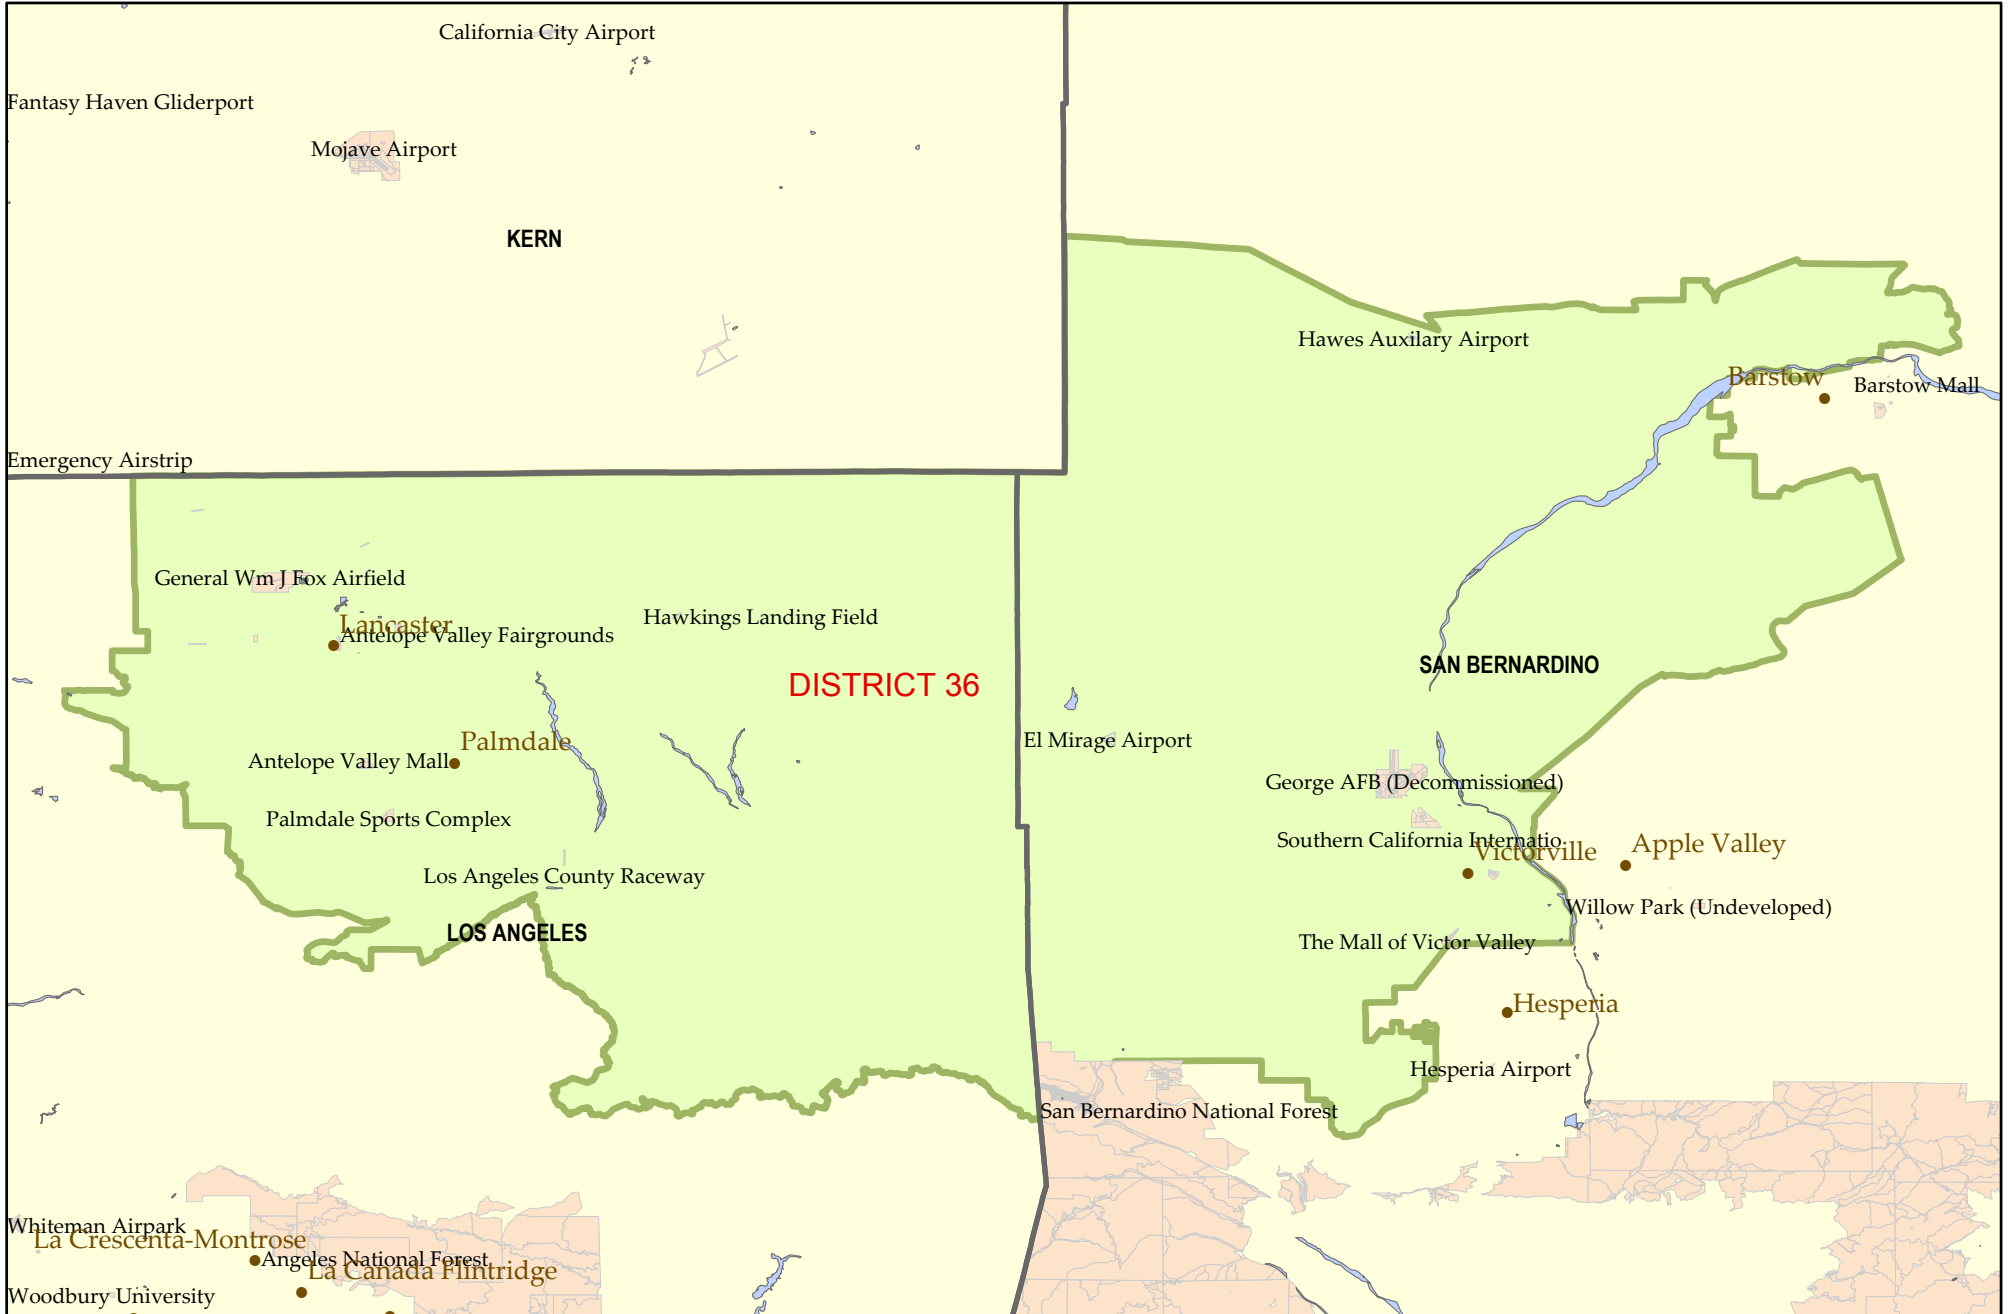 California City Airport
Fantasy Haven Gliderport
Mojave Airport
KERN
Hawes Auxilary Airport
Barstow
Barstow Mall
Emergency Airstrip
General Wm J Fox Airfield
Hawkings Landing Field
Lancaster
Antelope Valley Fairgrounds
SAN BERNARDINO
DISTRICT 36
El Mirage Airport
Palmdale
Antelope Valley Mall
George AFB (Decommissioned)
Palmdale Sports Complex
Southern California Internatio
Victorville
Apple Valley
Los Angeles County Raceway
Willow Park (Undeveloped)
LOS ANGELES
The Mall of Victor Valley
Hesperia
Hesperia Airport
San Bernardino National Forest
Whiteman Airpark
La Crescenta-Montrose
Angeles National Forest
La Canada Flintridge
Woodbury University